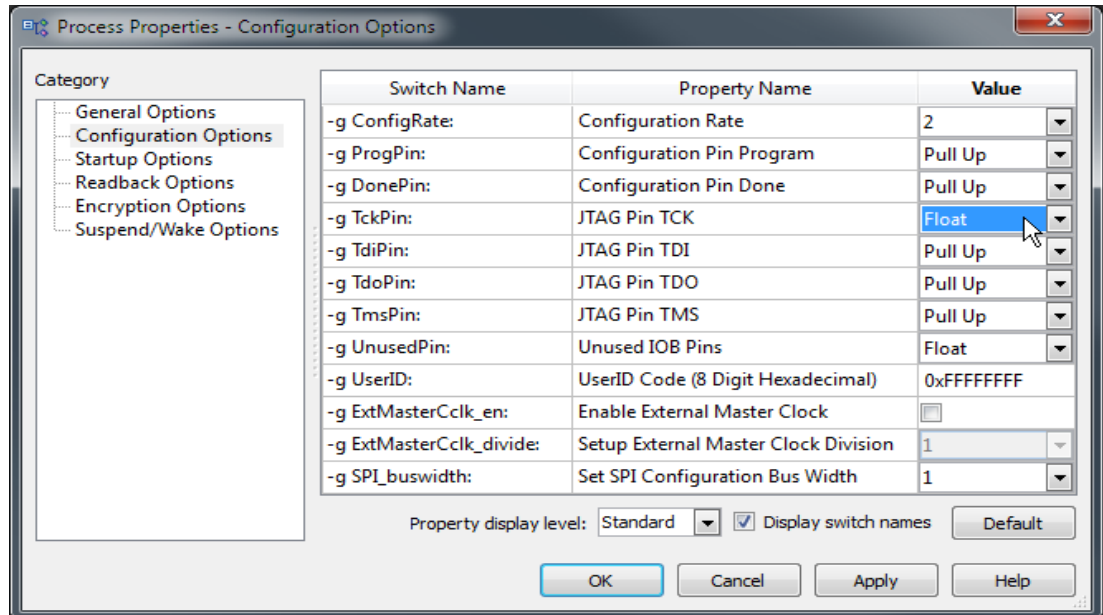 Process Properties - Configuration Options
Category
General Options
Configuration Options
Startup Options
Readback Options
Encryption Options
Suspend/Wake Options
Switch Name Property Name Value
-g ConfigRate: Configuration Rate 2
-g ProgPin: Configuration Pin Program Pull Up
-g DonePin: Configuration Pin Done Pull Up
-g TckPin: JTAG Pin TCK Float
-g TdiPin: JTAG Pin TDI Pull Up
-g TdoPin: JTAG Pin TDO Pull Up
-g TmsPin: JTAG Pin TMS Pull Up
-g UnusedPin: Unused IOB Pins Float
-g UserID: UserID Code (8 Digit Hexadecimal) 0xFFFFFFFF
-g ExtMasterCclk_en: Enable External Master Clock
-g ExtMasterCclk_divide: Setup External Master Clock Division 1
-g SPI_buswidth: Set SPI Configuration Bus Width 1
Property display level: Standard Display switch names Default
OK Cancel Apply Help